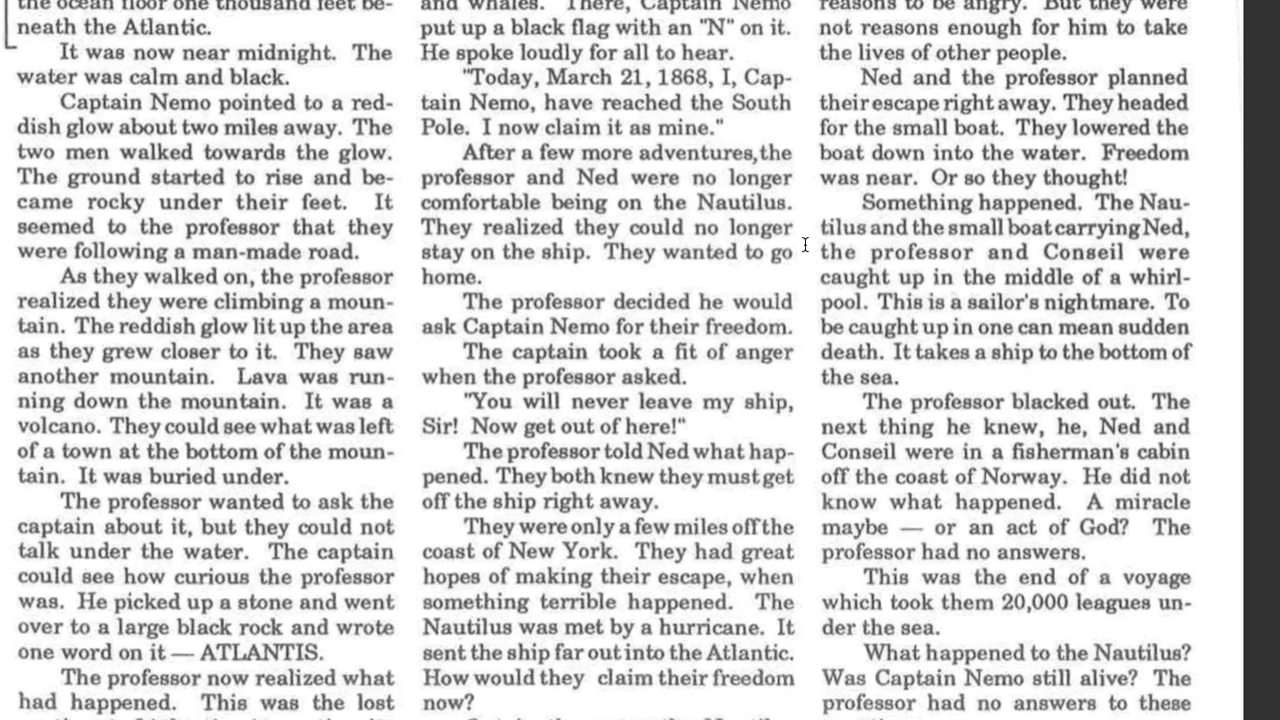 the ocean floor one thousand feet be-
neath the Atlantic.
It was now near midnight. The
water was calm and black.
Captain Nemo pointed to a red-
dish glow about two miles away. The
two men walked towards the glow.
The ground started to rise and be-
came rocky under their feet. It
seemed to the professor that they
were following a man-made road.
As they walked on, the professor
realized they were climbing a moun-
tain. The reddish glow lit up the area
as they grew closer to it. They saw
another mountain. Lava was run-
ning down the mountain. It was a
volcano. They could see what was left
of a town at the bottom of the moun-
tain. It was buried under.
The professor wanted to ask the
captain about it, but they could not
talk under the water. The captain
could see how curious the professor
was. He picked up a stone and went
over to a large black rock and wrote
one word on it — ATLANTIS.
The professor now realized what
had happened. This was the lost
and whales. There, Captain Nemo
put up a black flag with an "N" on it.
He spoke loudly for all to hear.
"Today, March 21, 1868, I, Cap-
tain Nemo, have reached the South
Pole. I now claim it as mine."
After a few more adventures, the
professor and Ned were no longer
comfortable being on the Nautilus.
They realized they could no longer
stay on the ship. They wanted to go
home.
The professor decided he would
ask Captain Nemo for their freedom.
The captain took a fit of anger
when the professor asked.
"You will never leave my ship,
Sir! Now get out of here!"
The professor told Ned what hap-
pened. They both knew they must get
off the ship right away.
They were only a few miles off the
coast of New York. They had great
hopes of making their escape, when
something terrible happened. The
Nautilus was met by a hurricane. It
sent the ship far out into the Atlantic.
How would they claim their freedom
now?
reasons to be angry. But they were
not reasons enough for him to take
the lives of other people.
Ned and the professor planned
their escape right away. They headed
for the small boat. They lowered the
boat down into the water. Freedom
was near. Or so they thought!
Something happened. The Nau-
tilus and the small boat carrying Ned,
the professor and Conseil were
caught up in the middle of a whirl-
pool. This is a sailor's nightmare. To
be caught up in one can mean sudden
death. It takes a ship to the bottom of
the sea.
The professor blacked out. The
next thing he knew, he, Ned and
Conseil were in a fisherman's cabin
off the coast of Norway. He did not
know what happened. A miracle
maybe — or an act of God? The
professor had no answers.
This was the end of a voyage
which took them 20,000 leagues un-
der the sea.
What happened to the Nautilus?
Was Captain Nemo still alive? The
professor had no answers to these